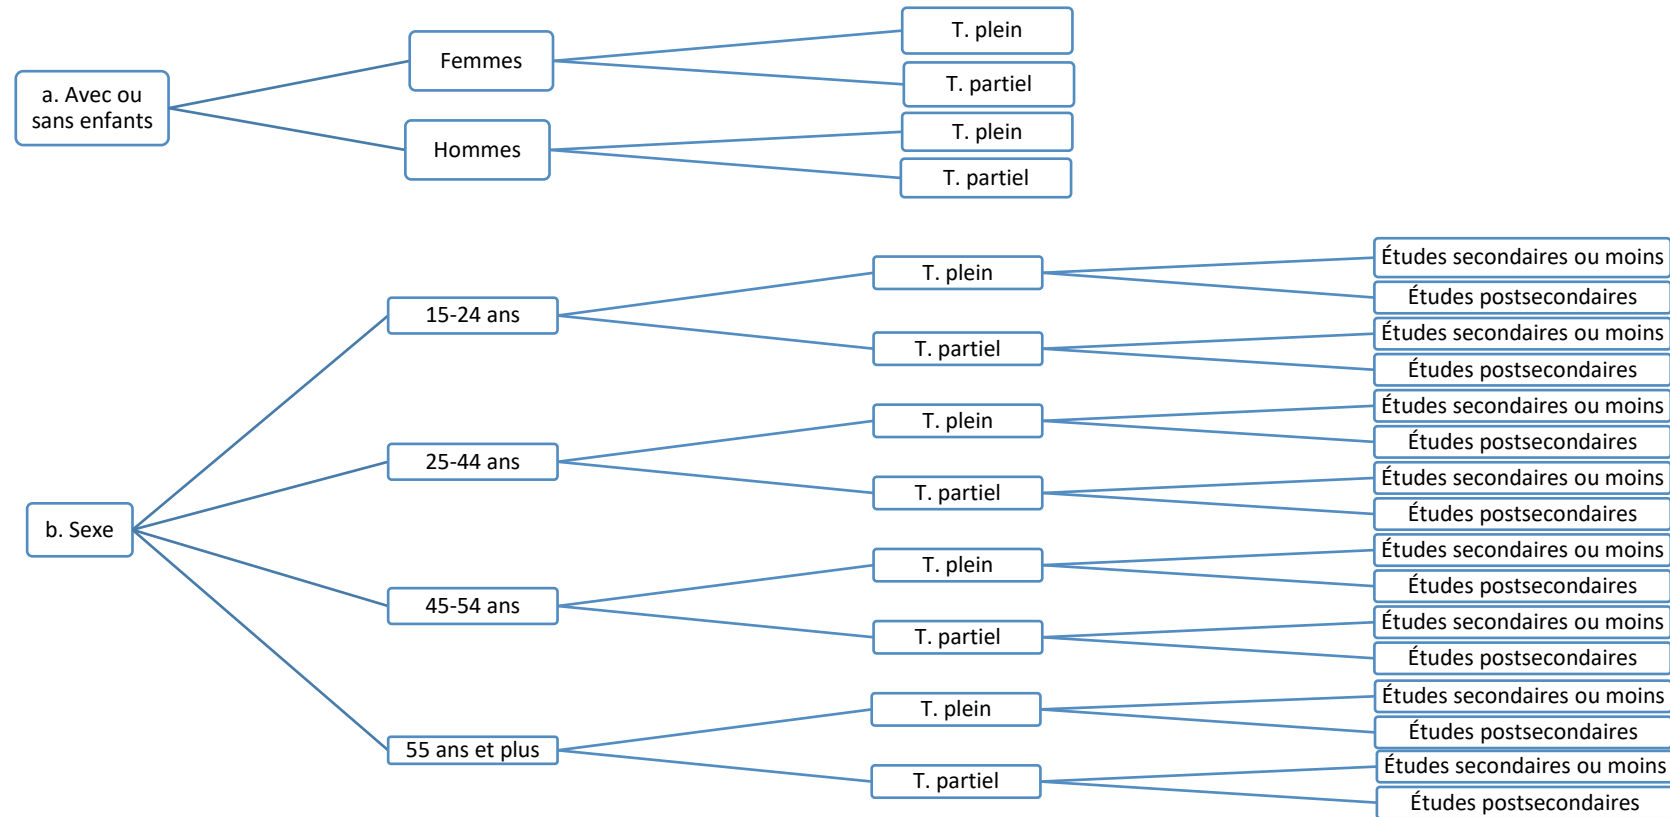 a. Avec ou
sans enfants
Femmes
T. plein
T. partiel
Hommes
T. plein
T. partiel
b. Sexe
15-24 ans
T. plein
Études secondaires ou moins
Études postsecondaires
T. partiel
Études secondaires ou moins
Études postsecondaires
25-44 ans
T. plein
Études secondaires ou moins
Études postsecondaires
T. partiel
Études secondaires ou moins
Études postsecondaires
45-54 ans
T. plein
Études secondaires ou moins
Études postsecondaires
T. partiel
Études secondaires ou moins
Études postsecondaires
55 ans et plus
T. plein
Études secondaires ou moins
Études postsecondaires
T. partiel
Études secondaires ou moins
Études postsecondaires